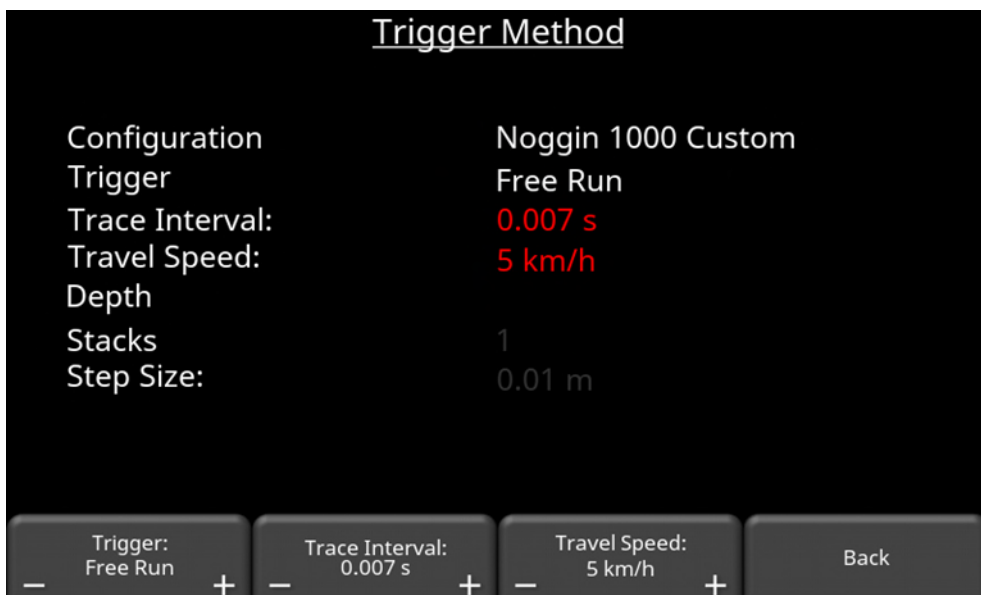 Trigger Method
Configuration Noggin 1000 Custom
Trigger Free Run
Trace Interval: 0.007 s
Travel Speed: 5 km/h
Depth
Stacks 1
Step Size: 0.01 m
Trigger:
Free Run
− +
Trace Interval:
0.007 s
− +
Travel Speed:
5 km/h
− +
Back